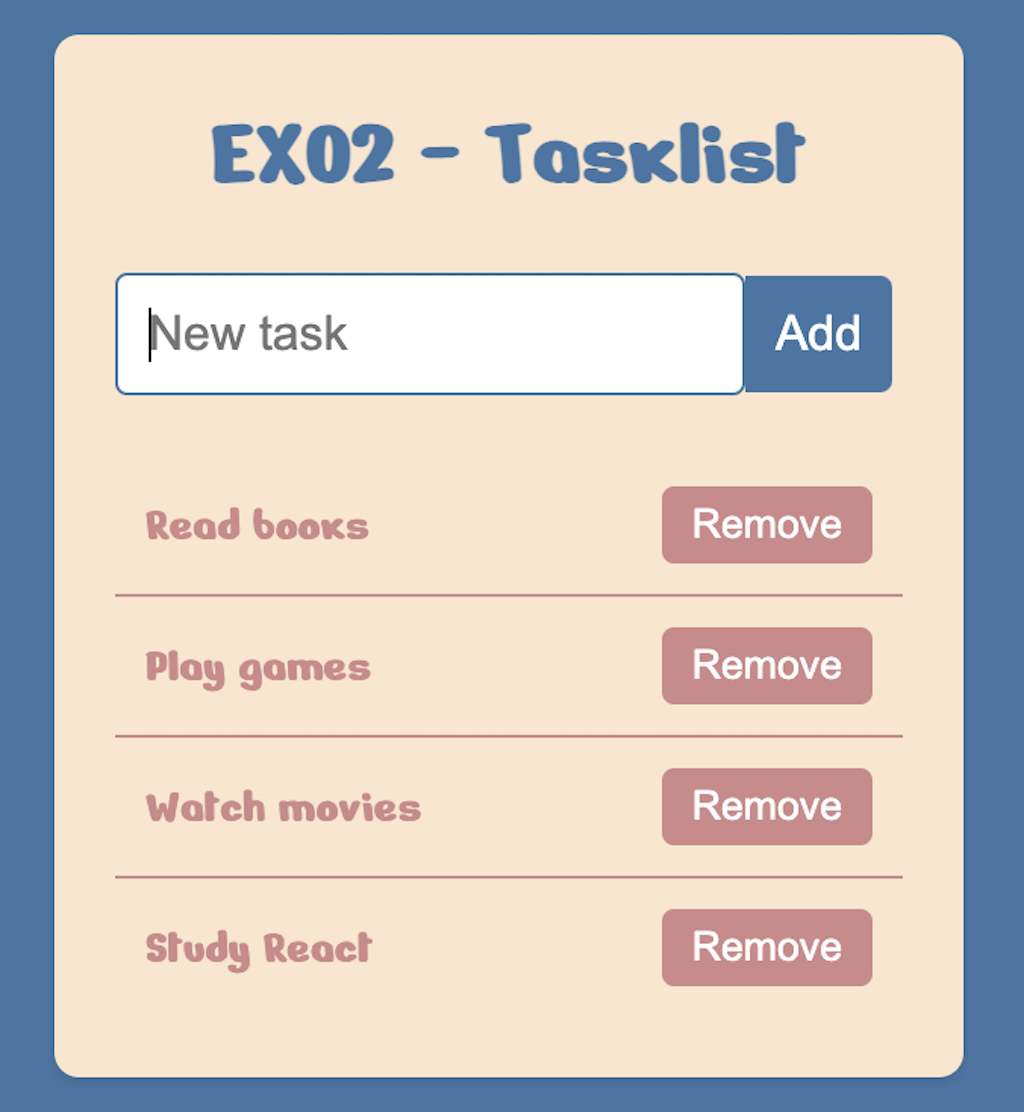 EX02 - Tasklist
New task Add
Read books Remove
Play games Remove
Watch movies Remove
Study React Remove